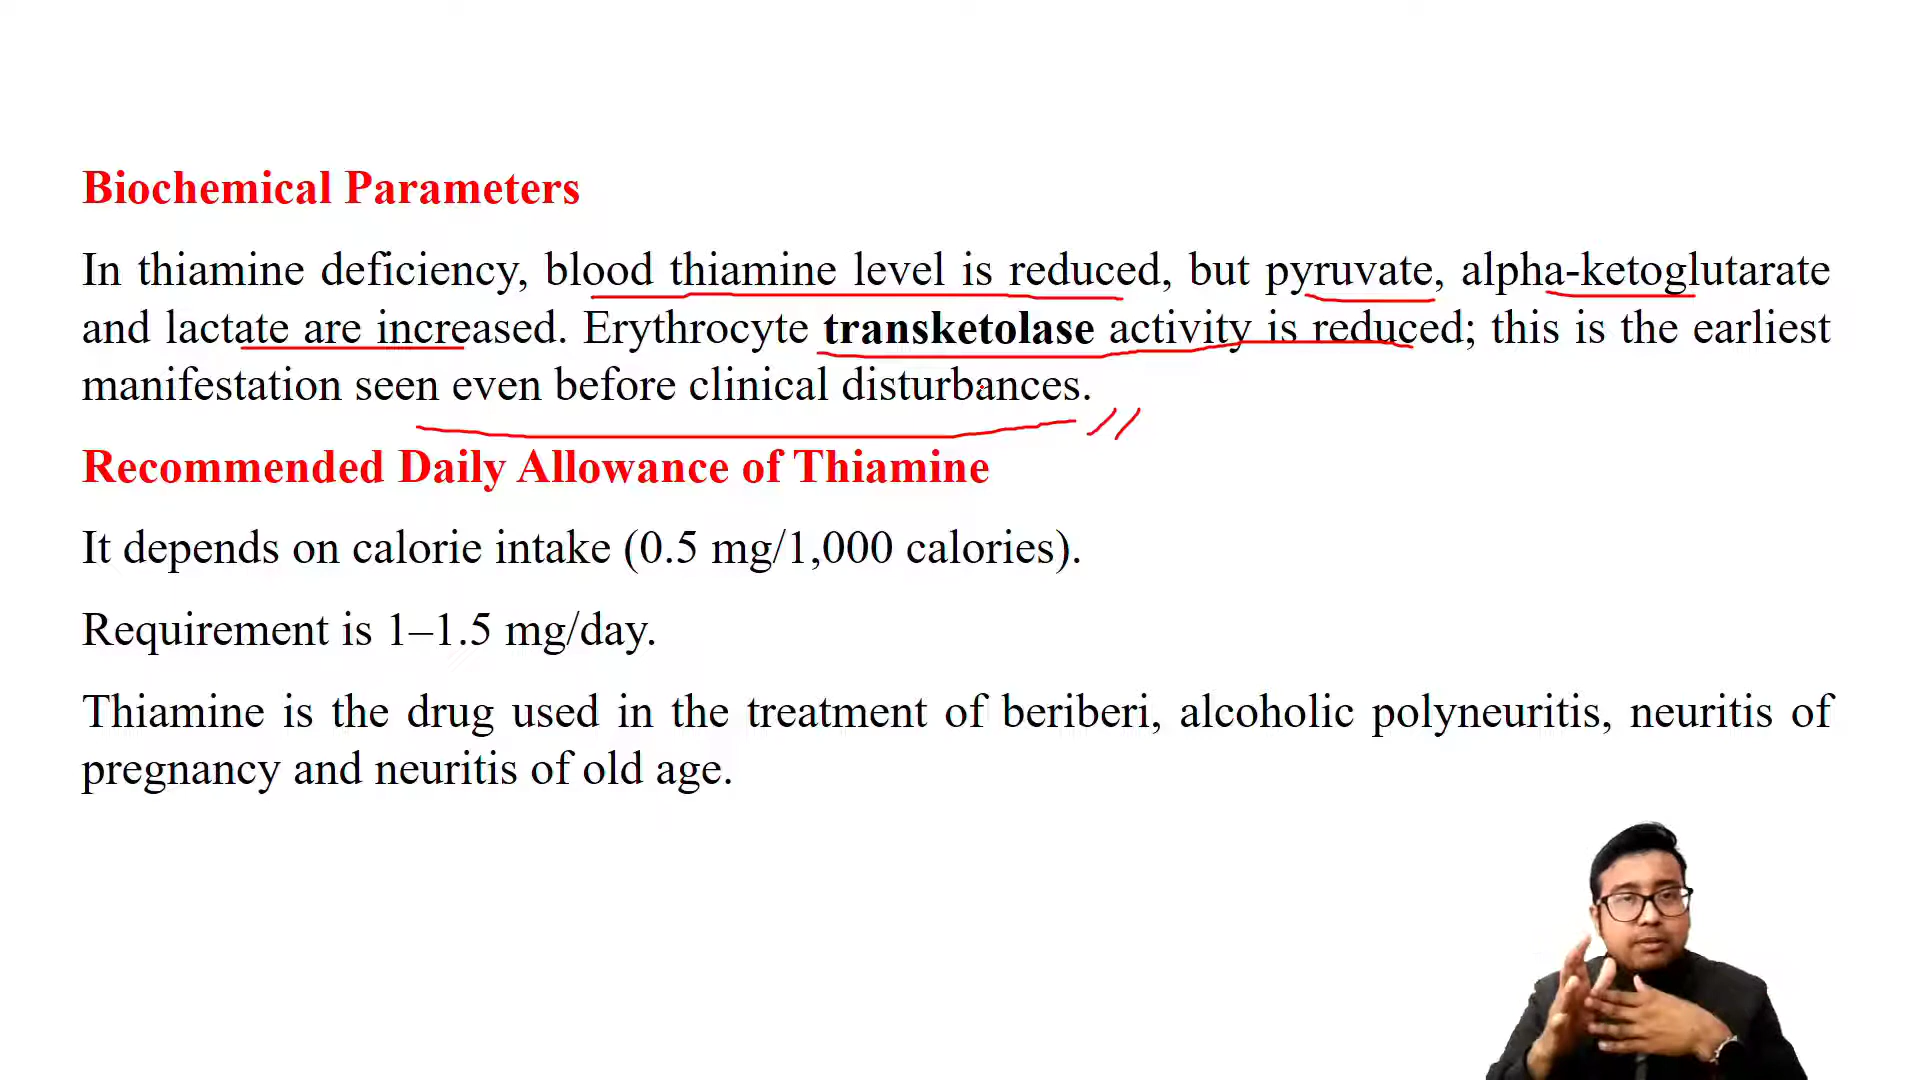 Biochemical Parameters
In thiamine deficiency, blood thiamine level is reduced, but pyruvate, alpha-ketoglutarate
and lactate are increased. Erythrocyte transketolase activity is reduced; this is the earliest
manifestation seen even before clinical disturbances.
Recommended Daily Allowance of Thiamine
It depends on calorie intake (0.5 mg/1,000 calories).
Requirement is 1–1.5 mg/day.
Thiamine is the drug used in the treatment of beriberi, alcoholic polyneuritis, neuritis of
pregnancy and neuritis of old age.